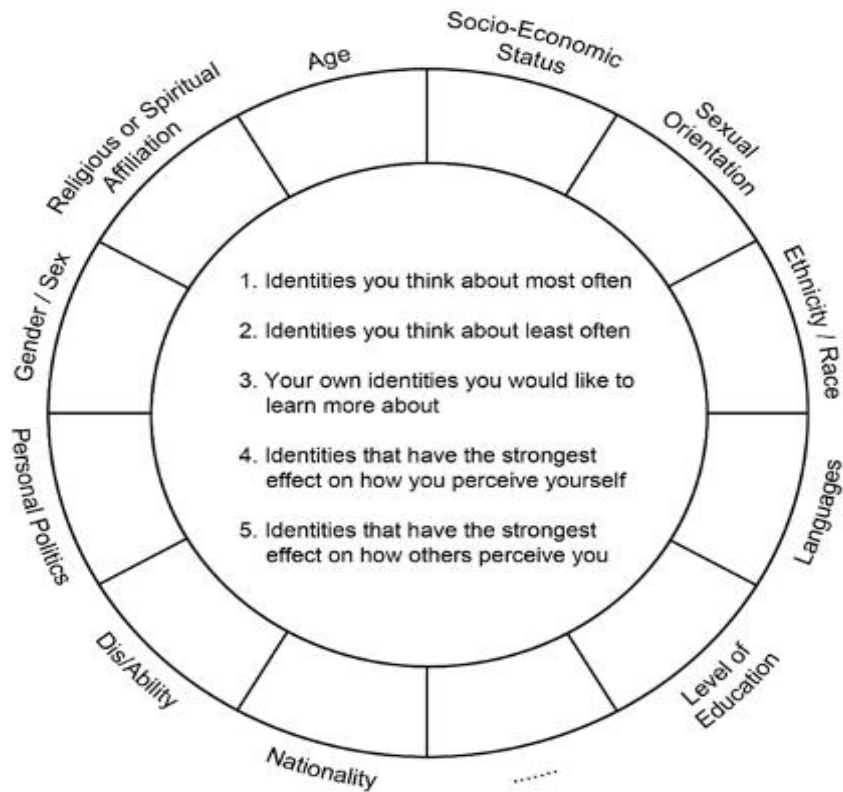 Socio-Economic
Status
Sexual
Orientation
Ethnicity / Race
Languages
Level of
Education
.......
Nationality
Dis/Ability
Personal Politics
Gender / Sex
Religious or Spiritual
Affiliation
Age
1. Identities you think about most often
2. Identities you think about least often
3. Your own identities you would like to
learn more about
4. Identities that have the strongest
effect on how you perceive yourself
5. Identities that have the strongest
effect on how others perceive you